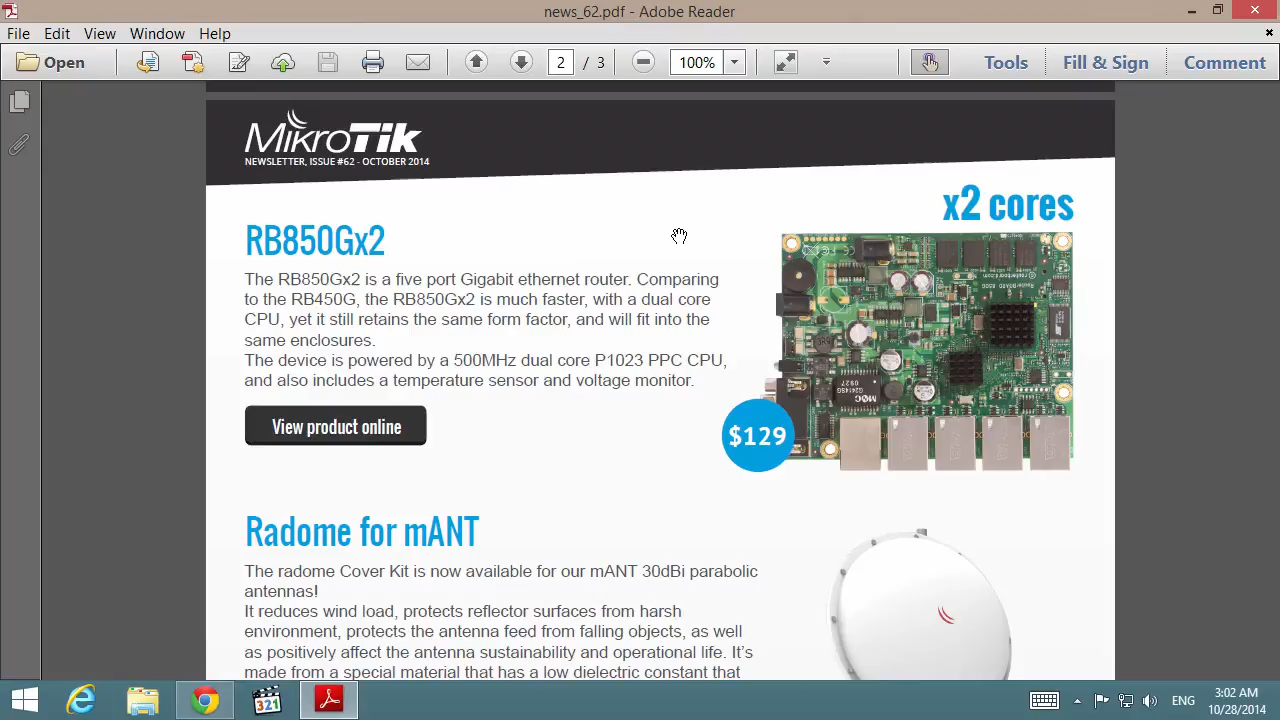 news_62.pdf - Adobe Reader
File Edit View Window Help
Open 2 / 3 100% Tools Fill & Sign Comment
MikroTik
NEWSLETTER, ISSUE #62 - OCTOBER 2014
x2 cores
RB850Gx2
The RB850Gx2 is a five port Gigabit ethernet router. Comparing
to the RB450G, the RB850Gx2 is much faster, with a dual core
CPU, yet it still retains the same form factor, and will fit into the
same enclosures.
The device is powered by a 500MHz dual core P1023 PPC CPU,
and also includes a temperature sensor and voltage monitor.
View product online
$129
Radome for mANT
The radome Cover Kit is now available for our mANT 30dBi parabolic
antennas!
It reduces wind load, protects reflector surfaces from harsh
environment, protects the antenna feed from falling objects, as well
as positively affect the antenna sustainability and operational life. It's
made from a special material that has a low dielectric constant that
321
ENG
3:02 AM
10/28/2014